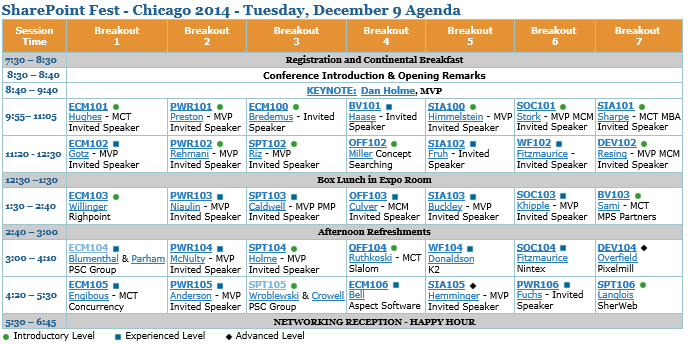 SharePoint Fest - Chicago 2014 - Tuesday, December 9 Agenda
Session Time Breakout 1 Breakout 2 Breakout 3 Breakout 4 Breakout 5 Breakout 6 Breakout 7
7:30 – 8:30 Registration and Continental Breakfast
8:30 – 8:40 Conference Introduction & Opening Remarks
8:40 – 9:40 KEYNOTE: Dan Holme, MVP
9:55– 11:05
ECM101
Hughes - MCT
Invited Speaker
PWR101
Preston - MVP
Invited Speaker
ECM100
Bredemus - Invited
Speaker
BV101
Haase - Invited
Speaker
SIA100
Himmelstein - MVP
Invited Speaker
SOC101
Stork - MVP MCM
Invited Speaker
SIA101
Sharpe - MCT MBA
Invited Speaker
11:20 - 12:30
ECM102
Gotz - MVP
Invited Speaker
PWR102
Rehmani - MVP
Invited Speaker
SPT102
Riz - MVP
Invited Speaker
OFF102
Miller Concept
Searching
SIA102
Fruh - Invited
Speaker
WF102
Fitzmaurice -
Invited Speaker
DEV102
Resing - MVP MCM
Invited Speaker
12:30 –1:30 Box Lunch in Expo Room
1:30 – 2:40
ECM103
Willinger
Righpoint
PWR103
Niaulin - MVP
Invited Speaker
SPT103
Caldwell - MVP PMP
Invited Speaker
OFF103
Culver - MCM
Invited Speaker
SIA103
Buckley - MVP
Invited Speaker
SOC103
Khipple - MVP
Invited Speaker
BV103
Sami - MCT
MPS Partners
2:40 – 3:00 Afternoon Refreshments
3:00 – 4:10
ECM104
Blumenthal & Parham
PSC Group
PWR104
McNulty - MVP
Invited Speaker
SPT104
Holme - MVP
Invited Speaker
OFF104
Ruthkoski - MCT
Slalom
WF104
Donaldson
K2
SOC104
Fitzmaurice
Nintex
DEV104
Overfield
Pixelmill
4:20 – 5:30
ECM105
Engibous - MCT
Concurrency
PWR105
Anderson - MVP
Invited Speaker
SPT105
Wroblewski & Crowell
PSC Group
ECM106
Bell
Aspect Software
SIA105
Hemminger - MVP
Invited Speaker
PWR106
Fuchs - Invited
Speaker
SPT106
Langlois
SherWeb
5:30 – 6:45 NETWORKING RECEPTION - HAPPY HOUR
Introductory Level Experienced Level Advanced Level